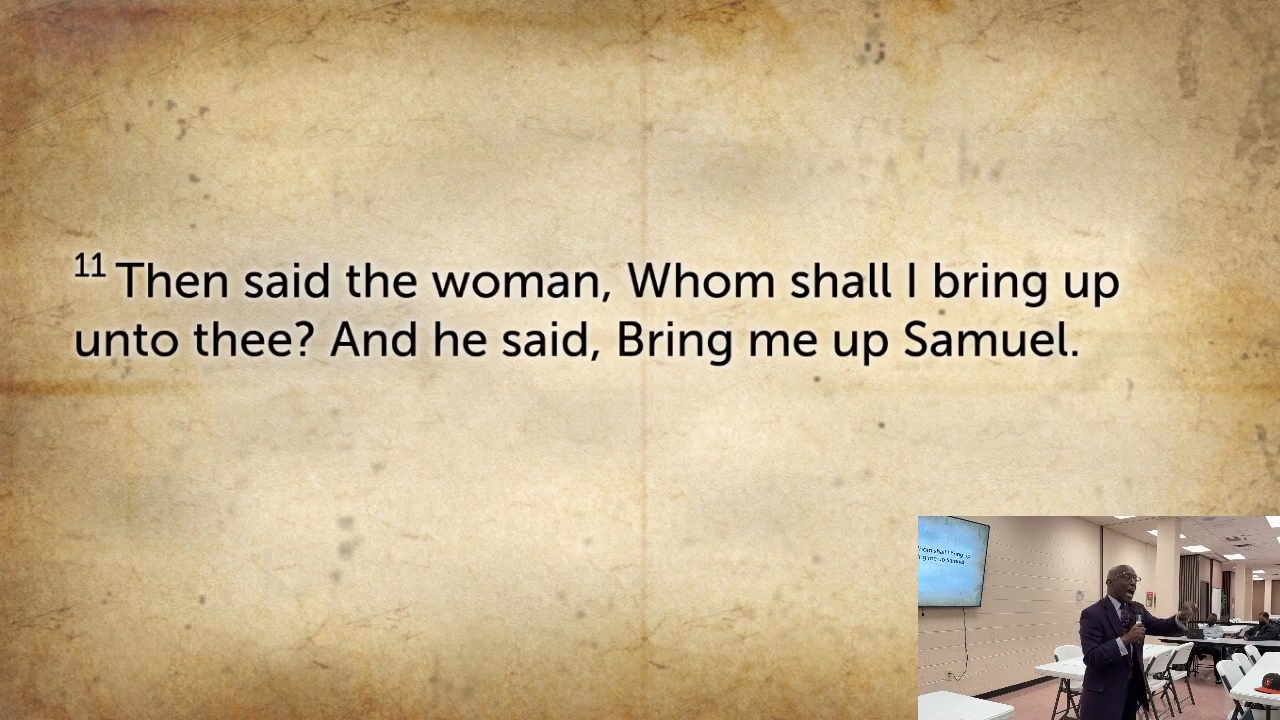 11 Then said the woman, Whom shall I bring up
unto thee? And he said, Bring me up Samuel.